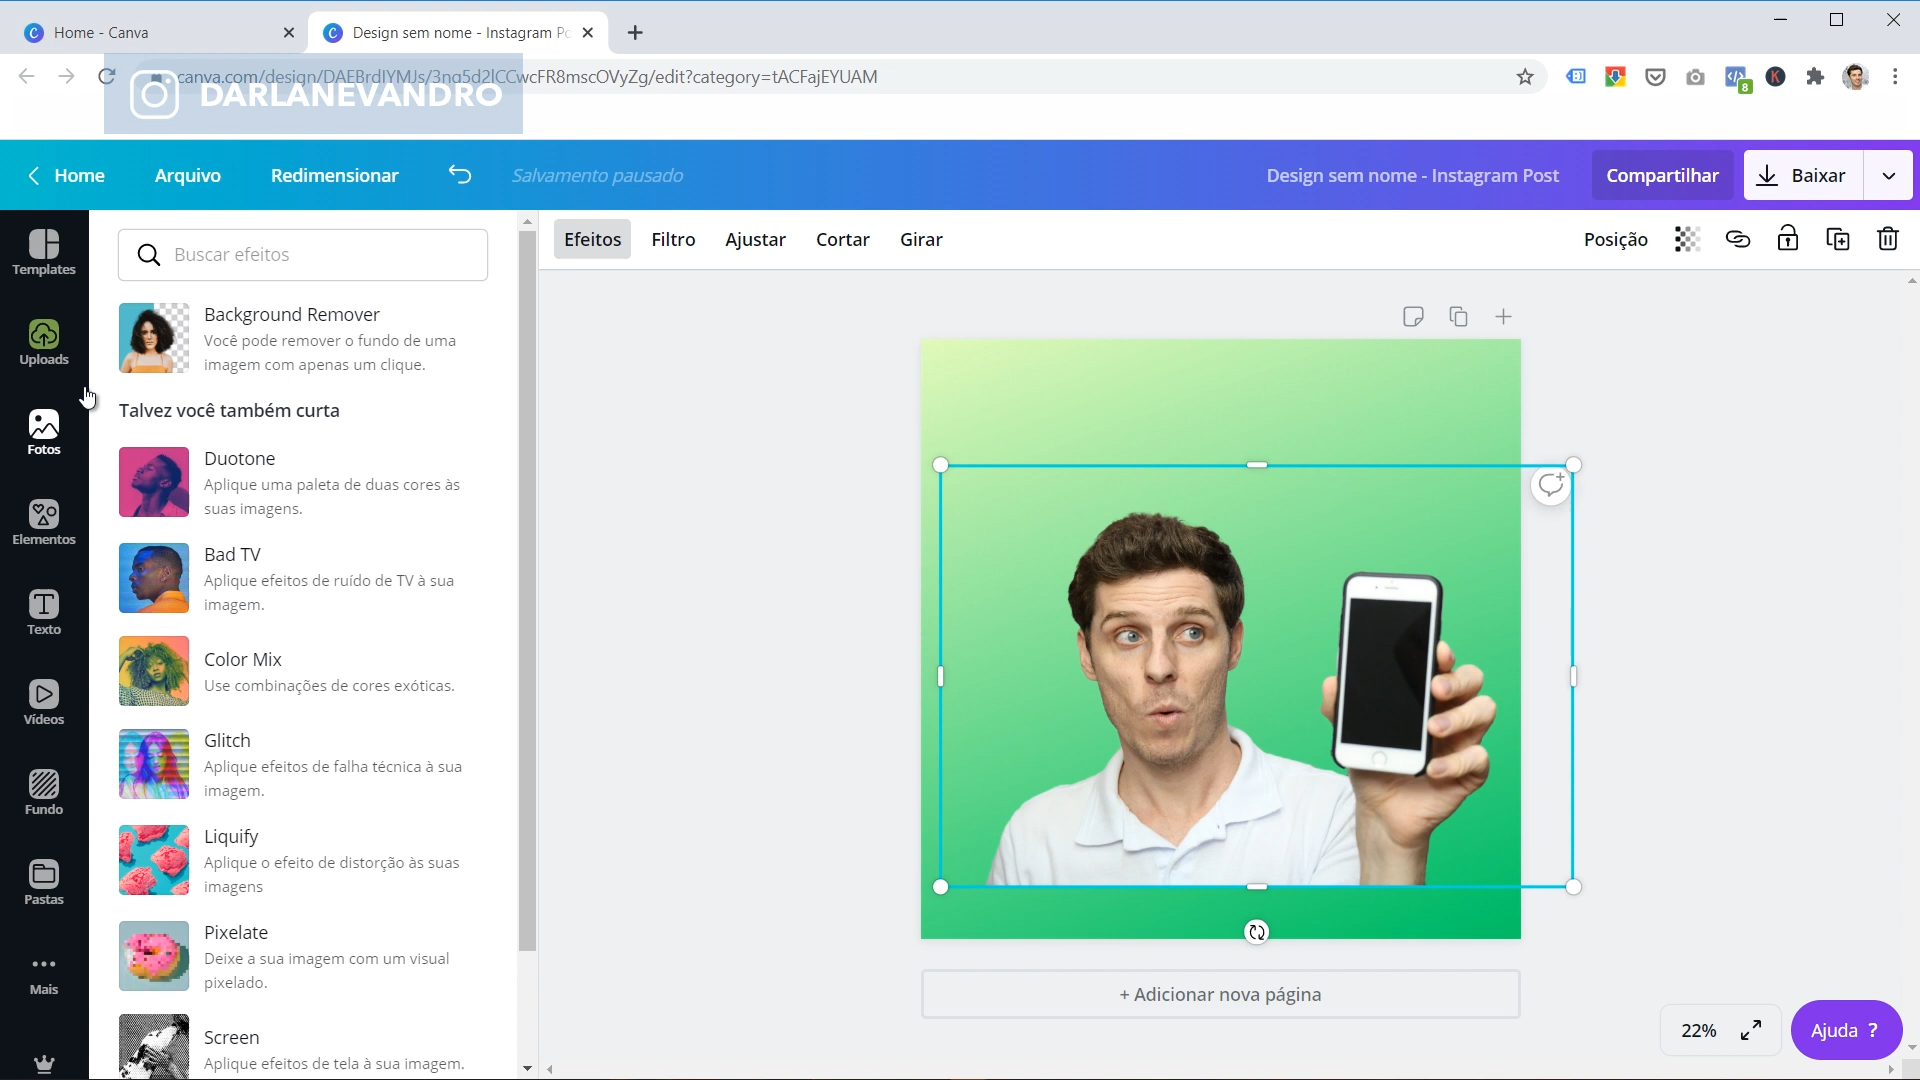 Home - Canva
Design sem nome - Instagram Po
canva.com/design/DAEBrdJYMJs/3nq5d2lCCwcFR8mscOVyZg/edit?category=tACFajEYUAM
DARLANEVANDRO
8
K
Home
Arquivo
Redimensionar
Salvamento pausado
Design sem nome - Instagram Post
Compartilhar
Baixar
Templates
Uploads
Fotos
Elementos
Texto
Vídeos
Fundo
Pastas
Mais
Buscar efeitos
Background Remover
Você pode remover o fundo de uma
imagem com apenas um clique.
Talvez você também curta
Duotone
Aplique uma paleta de duas cores às
suas imagens.
Bad TV
Aplique efeitos de ruído de TV à sua
imagem.
Color Mix
Use combinações de cores exóticas.
Glitch
Aplique efeitos de falha técnica à sua
imagem.
Liquify
Aplique o efeito de distorção às suas
imagens
Pixelate
Deixe a sua imagem com um visual
pixelado.
Screen
Aplique efeitos de tela à sua imagem.
Efeitos
Filtro
Ajustar
Cortar
Girar
Posição
+ Adicionar nova página
22%
Ajuda ?